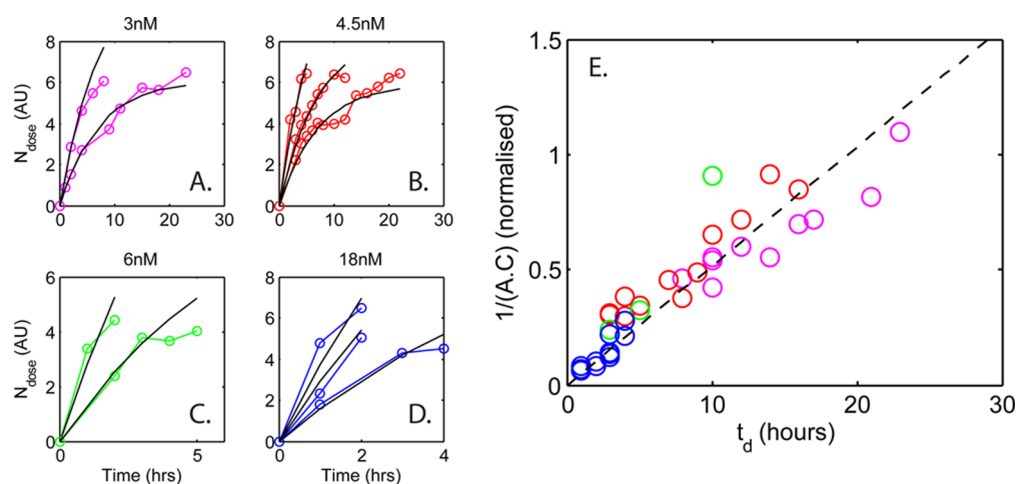 3nM
N_dose (AU)
8
6
4
2
0
0 10 20 30
A.
4.5nM
8
6
4
2
0
0 10 20 30
B.
6nM
N_dose (AU)
6
4
2
0
0 5
Time (hrs)
C.
18nM
8
6
4
2
0
0 2 4
Time (hrs)
D.
E.
1/(A.C) (normalised)
1.5
1
0.5
0
0 10 20 30
t_d (hours)